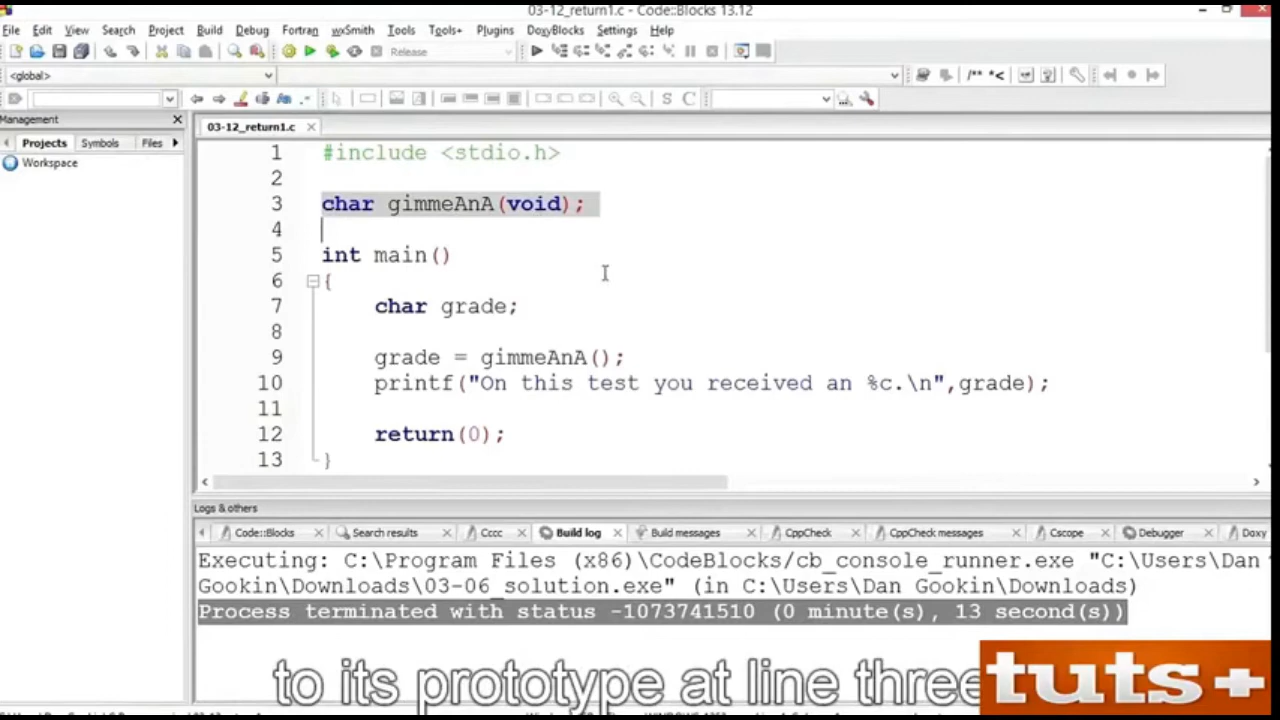 03-12_return1.c - Code::Blocks 13.12
File Edit View Search Project Build Debug Fortran wxSmith Tools Tools+ Plugins DoxyBlocks Settings Help
Release
<global>
/** *<
S C
Management
Projects Symbols Files
Workspace
03-12_return1.c
1 #include <stdio.h>
2
3 char gimmeAnA(void);
4
5 int main()
6 {
7 char grade;
8
9 grade = gimmeAnA();
10 printf("On this test you received an %c.\n",grade);
11
12 return(0);
13 }
Logs & others
Code::Blocks Search results Cccc Build log Build messages CppCheck CppCheck messages Cscope Debugger Doxy
Executing: C:\Program Files (x86)\CodeBlocks/cb_console_runner.exe "C:\Users\Dan
Gookin\Downloads\03-06_solution.exe" (in C:\Users\Dan Gookin\Downloads)
Process terminated with status -1073741510 (0 minute(s), 13 second(s))
to its prototype at line three
tuts+